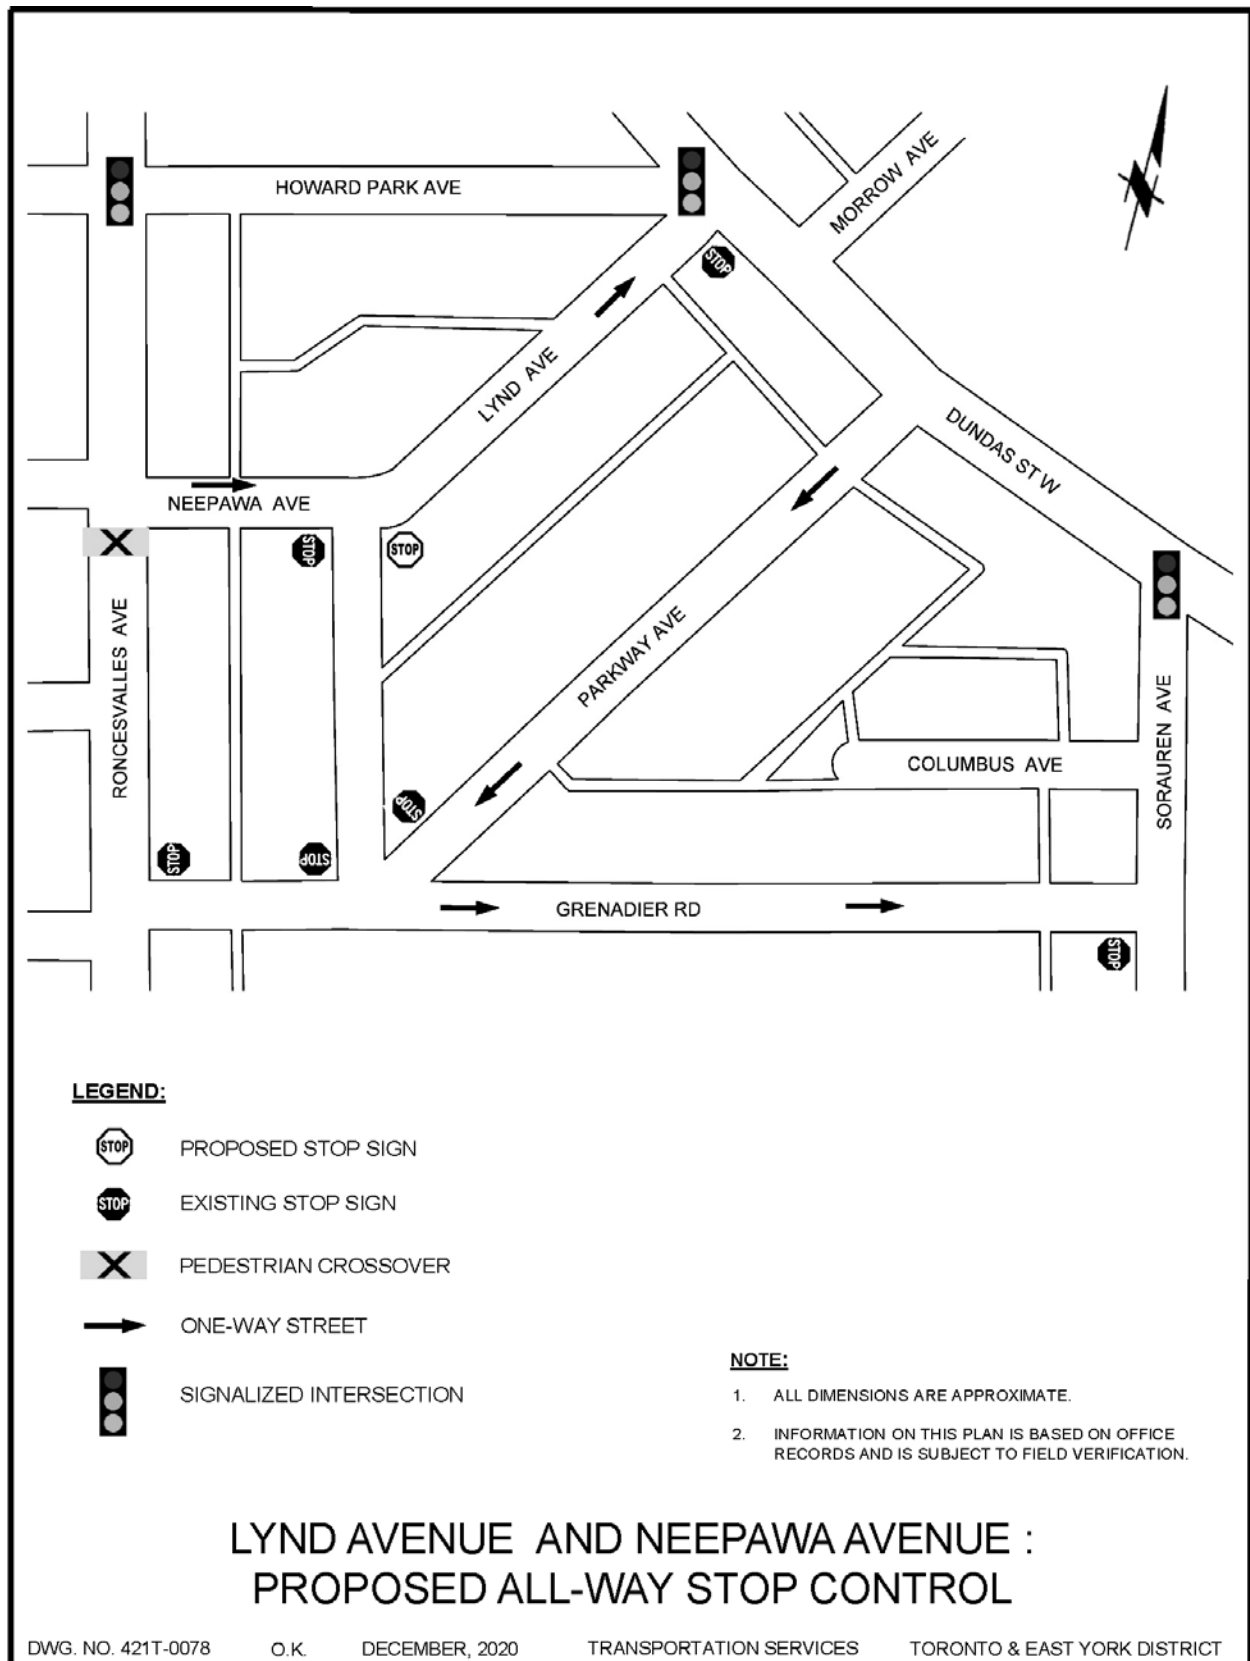 HOWARD PARK AVE
MORROW AVE
STOP
LYND AVE
DUNDAS ST W
NEEPAWA AVE
STOP
STOP
PARKWAY AVE
RONCESVALLES AVE
COLUMBUS AVE
SORAUREN AVE
STOP
STOP
STOP
GRENADIER RD
STOP
LEGEND:
STOP PROPOSED STOP SIGN
STOP EXISTING STOP SIGN
X PEDESTRIAN CROSSOVER
ONE-WAY STREET
SIGNALIZED INTERSECTION
NOTE:
1. ALL DIMENSIONS ARE APPROXIMATE.
2. INFORMATION ON THIS PLAN IS BASED ON OFFICE
RECORDS AND IS SUBJECT TO FIELD VERIFICATION.
LYND AVENUE AND NEEPAWA AVENUE :
PROPOSED ALL-WAY STOP CONTROL
DWG. NO. 421T-0078 O.K. DECEMBER, 2020 TRANSPORTATION SERVICES TORONTO & EAST YORK DISTRICT